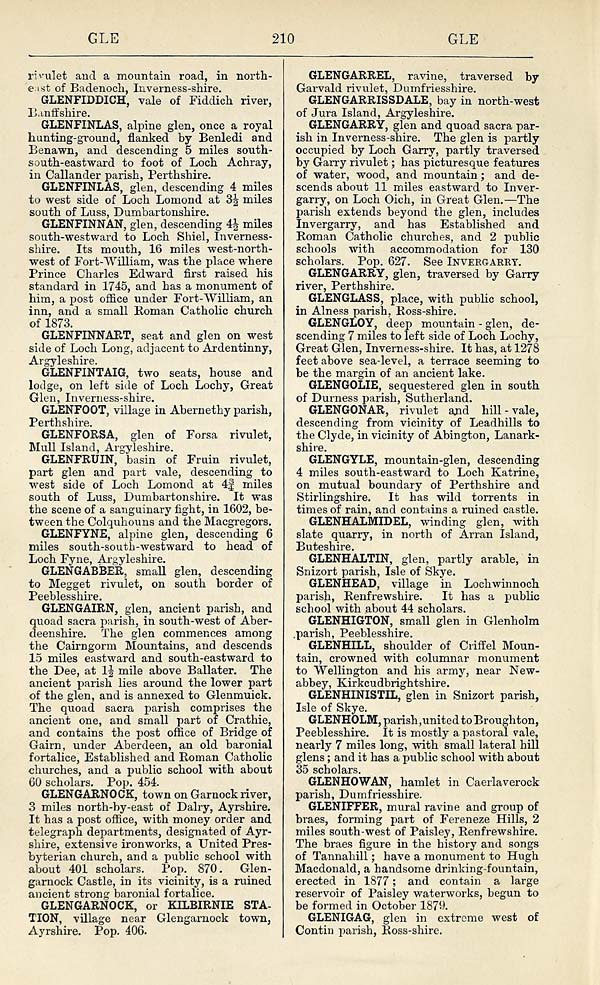 GLE 210 GLE
rivulet and a mountain road, in north-
east of Badenoch, Inverness-shire.
GLENFIDDICH, vale of Fiddich river,
Banffshire.
GLENFINLAS, alpine glen, once a royal
hunting-ground, flanked by Benledi and
Benawn, and descending 5 miles south-
south-eastward to foot of Loch Achray,
in Callander parish, Perthshire.
GLENFINLAS, glen, descending 4 miles
to west side of Loch Lomond at 3½ miles
south of Luss, Dumbartonshire.
GLENFINNAN, glen, descending 4½ miles
south-westward to Loch Shiel, Inverness-
shire. Its mouth, 16 miles west-north-
west of Fort-William, was the place where
Prince Charles Edward first raised his
standard in 1745, and has a monument of
him, a post office under Fort-William, an
inn, and a small Roman Catholic church
of 1873.
GLENFINNART, seat and glen on west
side of Loch Long, adjacent to Ardentinny,
Argyleshire.
GLENFINTAIG, two seats, house and
lodge, on left side of Loch Lochy, Great
Glen, Inverness-shire.
GLENFOOT, village in Abernethy parish,
Perthshire.
GLENFORSA, glen of Forsa rivulet,
Mull Island, Argyleshire.
GLENFRUIN, basin of Fruin rivulet,
part glen and part vale, descending to
west side of Loch Lomond at 4¾ miles
south of Luss, Dumbartonshire. It was
the scene of a sanguinary fight, in 1602, be-
tween the Colquhouns and the Macgregors.
GLENFYNE, alpine glen, descending 6
miles south-south-westward to head of
Loch Fyne, Argyleshire.
GLENGABBER, small glen, descending
to Megget rivulet, on south border of
Peeblesshire.
GLENGAIRN, glen, ancient parish, and
quoad sacra parish, in south-west of Aber-
deenshire. The glen commences among
the Cairngorm Mountains, and descends
15 miles eastward and south-eastward to
the Dee, at 1½ mile above Ballater. The
ancient parish lies around the lower part
of the glen, and is annexed to Glenmuick.
The quoad sacra parish comprises the
ancient one, and small part of Crathie,
and contains the post office of Bridge of
Gairn, under Aberdeen, an old baronial
fortalice, Established and Roman Catholic
churches, and a public school with about
60 scholars. Pop. 454.
GLENGARNOCK, town on Garnock river,
3 miles north-by-east of Dalry, Ayrshire.
It has a post office, with money order and
telegraph departments, designated of Ayr-
shire, extensive ironworks, a United Pres-
byterian church, and a public school with
about 401 scholars. Pop. 870. Glen-
garnock Castle, in its vicinity, is a ruined
ancient strong baronial fortalice.
GLENGARNOCK, or KILBIRNIE STA-
TION, village near Glengarnock town,
Ayrshire. Pop. 406.
GLENGARREL, ravine, traversed by
Garvald rivulet, Dumfriesshire.
GLENGARRISSDALE, bay in north-west
of Jura Island, Argyleshire.
GLENGARRY, glen and quoad sacra par-
ish in Inverness-shire. The glen is partly
occupied by Loch Garry, partly traversed
by Garry rivulet; has picturesque features
of water, wood, and mountain; and de-
scends about 11 miles eastward to Inver-
garry, on Loch Oich, in Great Glen.—The
parish extends beyond the glen, includes
Invergarry, and has Established and
Roman Catholic churches, and 2 public
schools with accommodation for 130
scholars. Pop. 627. See INVERGARRY.
GLENGARRY, glen, traversed by Garry
river, Perthshire.
GLENGLASS, place, with public school,
in Alness parish, Ross-shire.
GLENGLOY, deep mountain-glen, de-
scending 7 miles to left side of Loch Lochy,
Great Glen, Inverness-shire. It has, at 1278
feet above sea-level, a terrace seeming to
be the margin of an ancient lake.
GLENGOLIE, sequestered glen in south
of Durness parish, Sutherland.
GLENGONAR, rivulet and hill-vale,
descending from vicinity of Leadhills to
the Clyde, in vicinity of Abington, Lanark-
shire.
GLENGYLE, mountain-glen, descending
4 miles south-eastward to Loch Katrine,
on mutual boundary of Perthshire and
Stirlingshire. It has wild torrents in
times of rain, and contains a ruined castle.
GLENHALMIDEL, winding glen, with
slate quarry, in north of Arran Island,
Buteshire.
GLENHALTIN, glen, partly arable, in
Snizort parish, Isle of Skye.
GLENHEAD, village in Lochwinnoch
parish, Renfrewshire. It has a public
school with about 44 scholars.
GLENHIGTON, small glen in Glenholm
parish, Peeblesshire.
GLENHILL, shoulder of Criffel Moun-
tain, crowned with columnar monument
to Wellington and his army, near New-
abbey, Kirkcudbrightshire.
GLENHINISTIL, glen in Snizort parish,
Isle of Skye.
GLENHOLM, parish, united to Broughton,
Peeblesshire. It is mostly a pastoral vale,
nearly 7 miles long, with small lateral hill
glens; and it has a public school with about
35 scholars.
GLENHOWAN, hamlet in Caerlaverock
parish, Dumfriesshire.
GLENIFFER, mural ravine and group of
braes, forming part of Fereneze Hills, 2
miles south-west of Paisley, Renfrewshire.
The braes figure in the history and songs
of Tannahill; have a monument to Hugh
Macdonald, a handsome drinking-fountain,
erected in 1877; and contain a large
reservoir of Paisley waterworks, begun to
be formed in October 1879.
GLENIGAG, glen in extreme west of
Contin parish, Ross-shire.